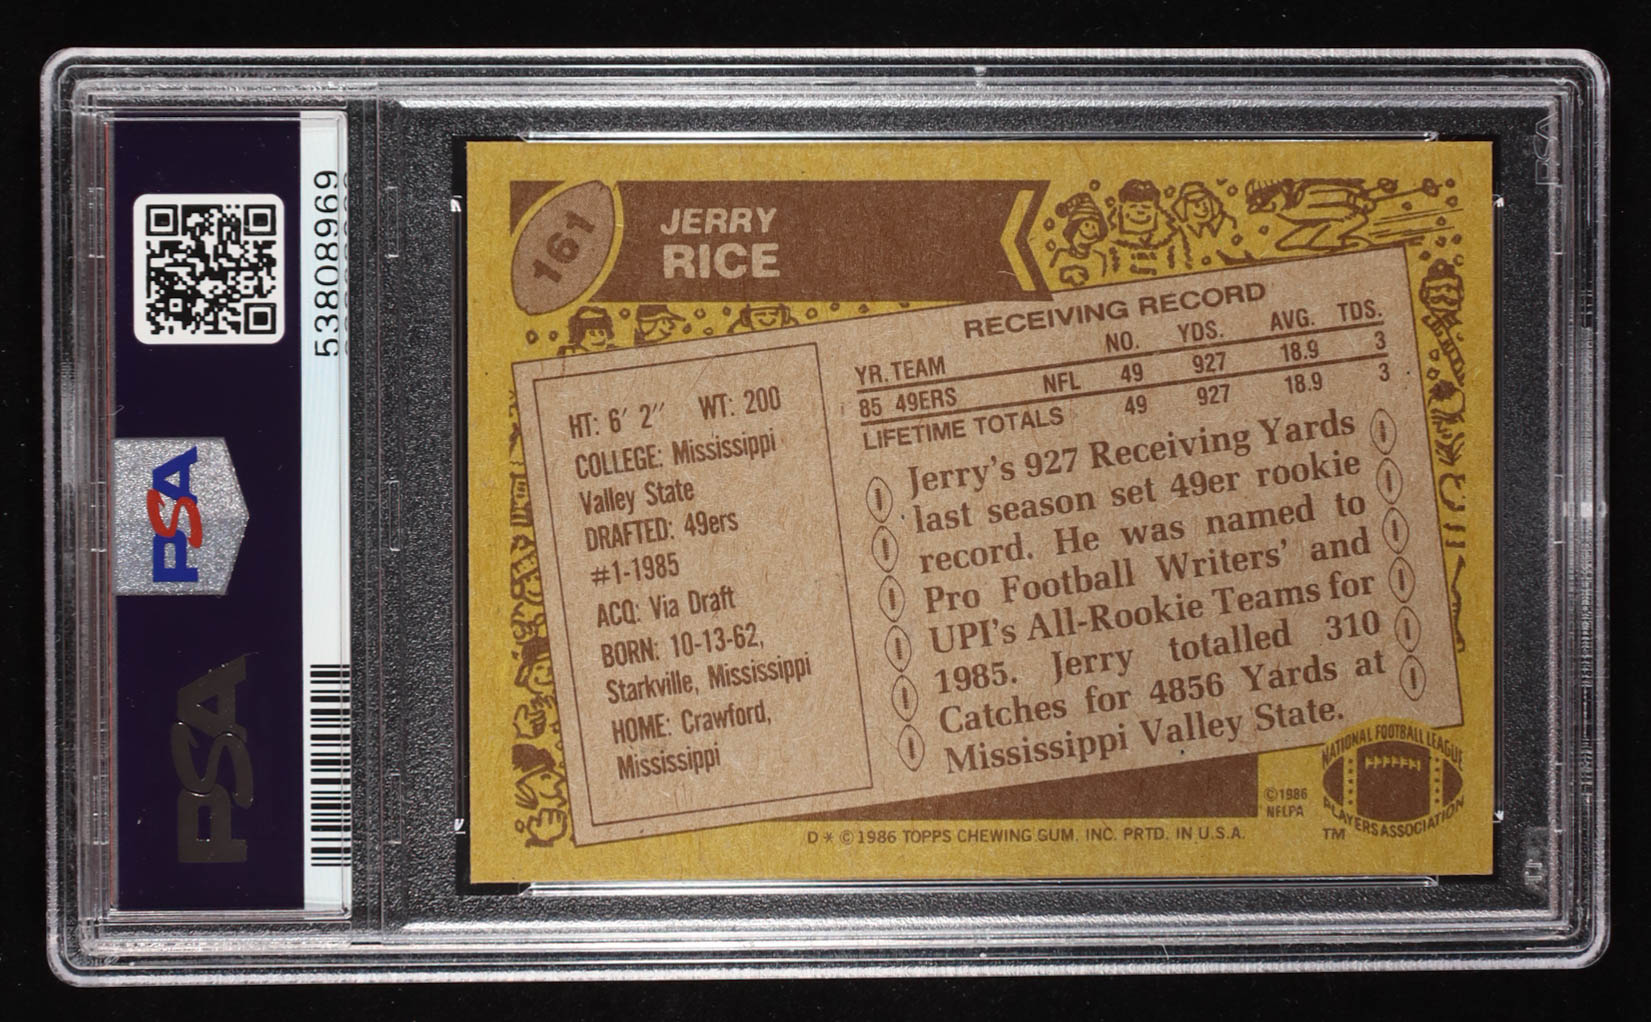 53808969
PSA
PSA
161
JERRY
RICE
RECEIVING RECORD
YR. TEAM NO. YDS. AVG. TDS.
85 49ERS NFL 49 927 18.9 3
LIFETIME TOTALS 49 927 18.9 3
HT: 6′ 2″ WT: 200
COLLEGE: Mississippi
Valley State
DRAFTED: 49ers
#1-1985
ACQ: Via Draft
BORN: 10-13-62,
Starkville, Mississippi
HOME: Crawford,
Mississippi
Jerry's 927 Receiving Yards
last season set 49er rookie
record. He was named to
Pro Football Writers' and
UPI's All-Rookie Teams for
1985. Jerry totalled 310
Catches for 4856 Yards at
Mississippi Valley State.
©1986
NFLPA
NATIONAL FOOTBALL LEAGUE
PLAYERS ASSOCIATION
TM
D * © 1986 TOPPS CHEWING GUM, INC. PRTD. IN U.S.A.